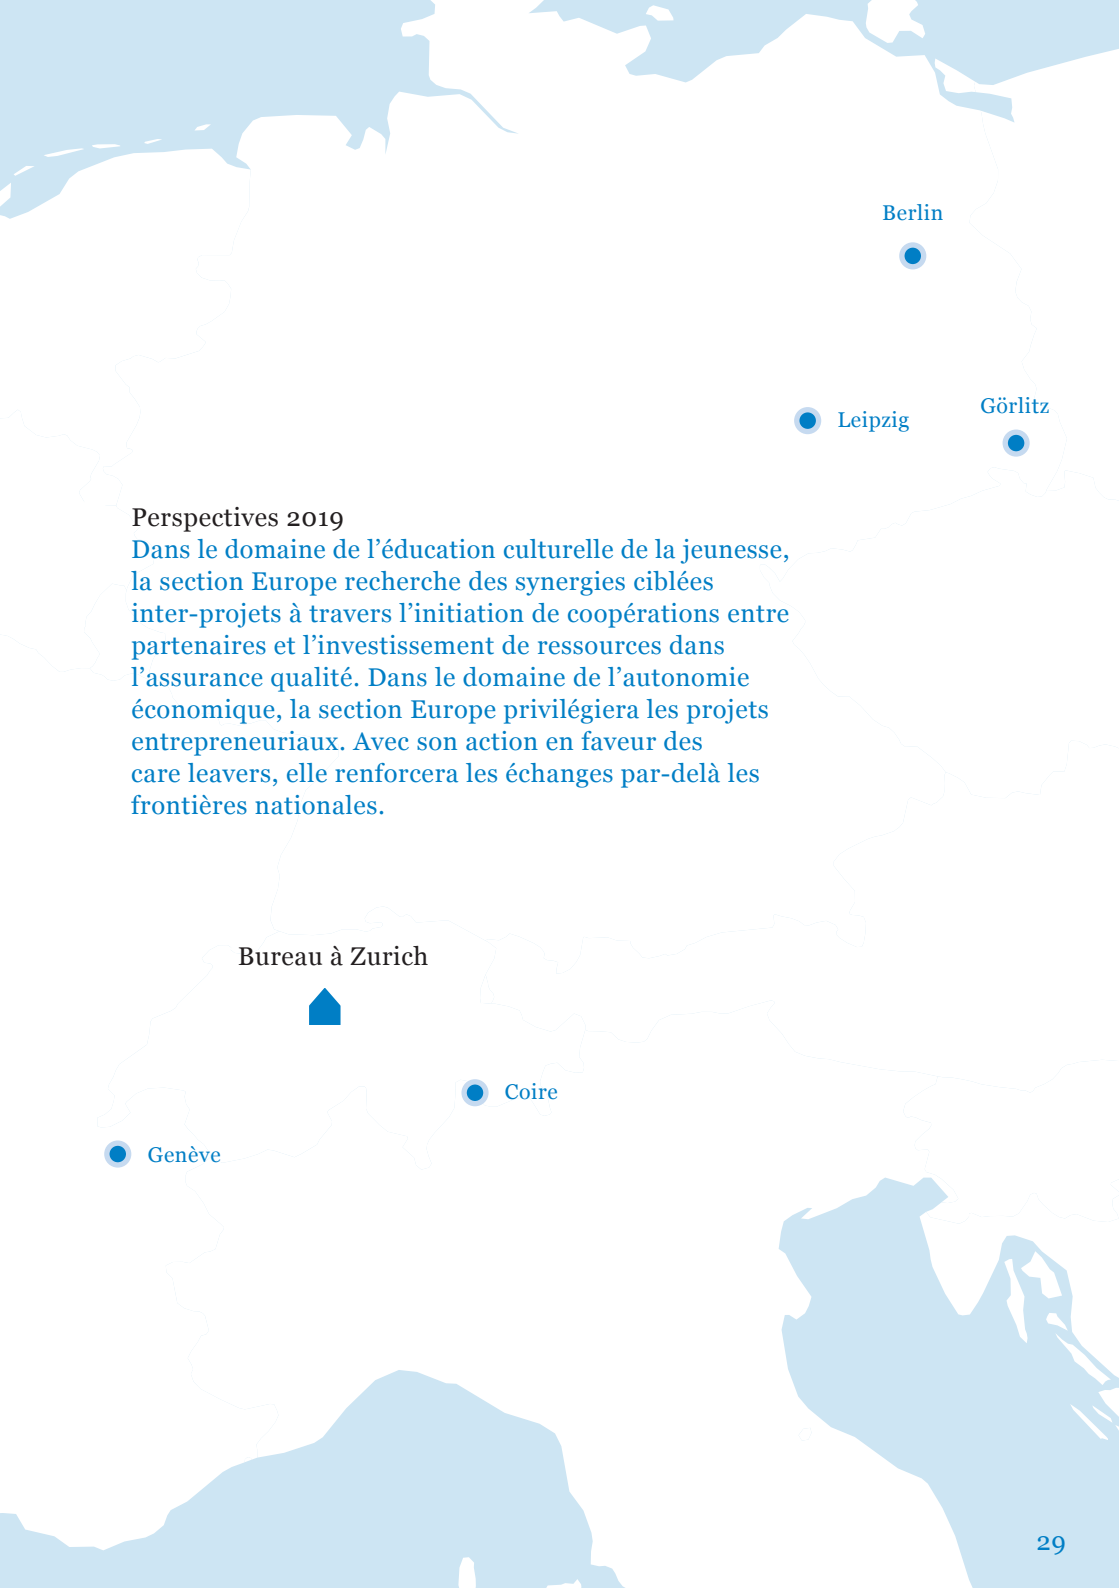 Berlin
Leipzig
Görlitz
Perspectives 2019
Dans le domaine de l’éducation culturelle de la jeunesse,
la section Europe recherche des synergies ciblées
inter-projets à travers l’initiation de coopérations entre
partenaires et l’investissement de ressources dans
l’assurance qualité. Dans le domaine de l’autonomie
économique, la section Europe privilégiera les projets
entrepreneuriaux. Avec son action en faveur des
care leavers, elle renforcera les échanges par-delà les
frontières nationales.
Bureau à Zurich
Coire
Genève
29